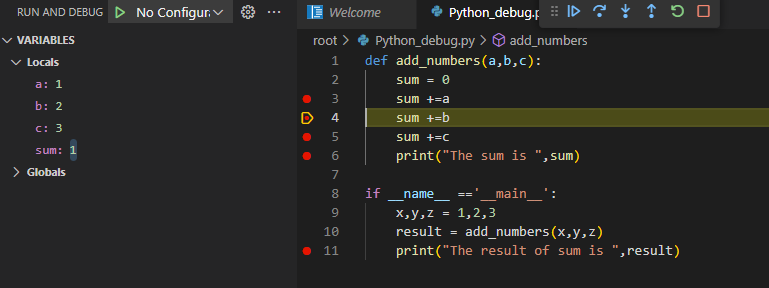 RUN AND DEBUG No Configur
VARIABLES
Locals
a: 1
b: 2
c: 3
sum: 1
Globals
Welcome Python_debug.p
root > Python_debug.py > add_numbers
1 def add_numbers(a,b,c):
2 sum = 0
3 sum +=a
4 sum +=b
5 sum +=c
6 print("The sum is ",sum)
7
8 if __name__ =='__main__':
9 x,y,z = 1,2,3
10 result = add_numbers(x,y,z)
11 print("The result of sum is ",result)